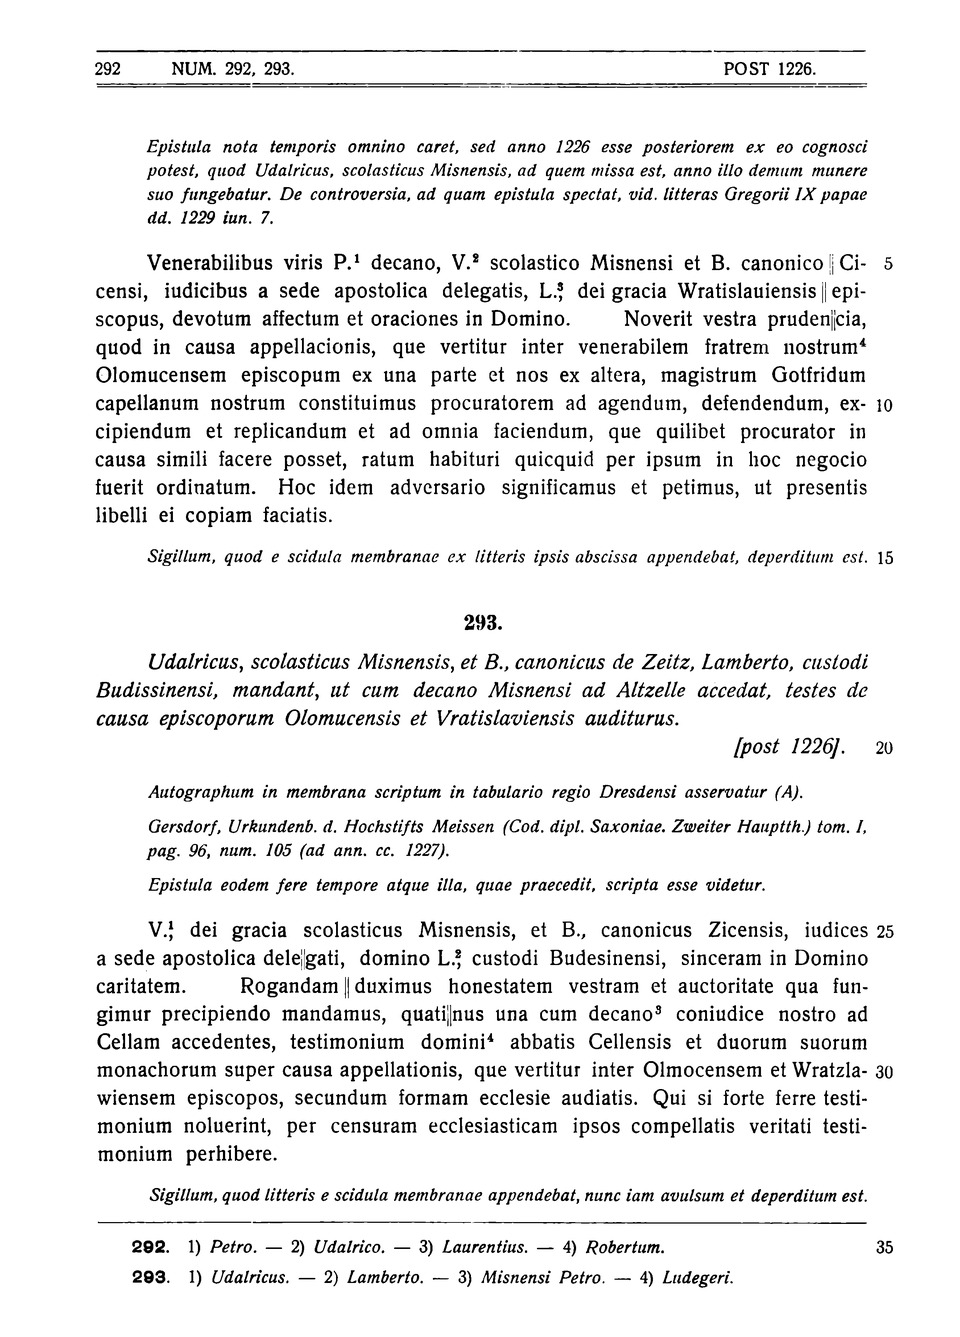 292 NUM. 292, 293. POST 1226.
Epistula nota temporis omnino caret, sed anno 1226 esse posteriorem ex eo cognosci
potest, quod Udalricus, scolasticus Misnensis, ad quem missa est, anno illo demum munere
suo fungebatur. De controversia, ad quam epistula spectat, vid. litteras Gregorii IX papae
dd. 1229 iun. 7.
Venerabilibus viris P.¹ decano, V.² scolastico Misnensi et B. canonico || Ci- 5
censi, iudicibus a sede apostolica delegatis, L.³, dei gracia Wratislauiensis || epi-
scopus, devotum affectum et oraciones in Domino. Noverit vestra pruden||cia,
quod in causa appellacionis, que vertitur inter venerabilem fratrem nostrum⁴
Olomucensem episcopum ex una parte et nos ex altera, magistrum Gotfridum
capellanum nostrum constituimus procuratorem ad agendum, defendendum, ex- 10
cipiendum et replicandum et ad omnia faciendum, que quilibet procurator in
causa simili facere posset, ratum habituri quicquid per ipsum in hoc negocio
fuerit ordinatum. Hoc idem adversario significamus et petimus, ut presentis
libelli ei copiam faciatis.
Sigillum, quod e scidula membranae ex litteris ipsis abscissa appendebat, deperditum est. 15
293.
Udalricus, scolasticus Misnensis, et B., canonicus de Zeitz, Lamberto, custodi
Budissinensi, mandant, ut cum decano Misnensi ad Altzelle accedat, testes de
causa episcoporum Olomucensis et Vratislaviensis auditurus.
[post 1226]. 20
Autographum in membrana scriptum in tabulario regio Dresdensi asservatur (A).
Gersdorf, Urkundenb. d. Hochstifts Meissen (Cod. dipl. Saxoniae. Zweiter Hauptth.) tom. I,
pag. 96, num. 105 (ad ann. cc. 1227).
Epistula eodem fere tempore atque illa, quae praecedit, scripta esse videtur.
V.¹, dei gracia scolasticus Misnensis, et B., canonicus Zicensis, iudices 25
a sede apostolica dele||gati, domino L.², custodi Budesinensi, sinceram in Domino
caritatem. Rogandam || duximus honestatem vestram et auctoritate qua fun-
gimur precipiendo mandamus, quati||nus una cum decano³ coniudice nostro ad
Cellam accedentes, testimonium domini⁴ abbatis Cellensis et duorum suorum
monachorum super causa appellationis, que vertitur inter Olmocensem et Wratzla- 30
wiensem episcopos, secundum formam ecclesie audiatis. Qui si forte ferre testi-
monium noluerint, per censuram ecclesiasticam ipsos compellatis veritati testi-
monium perhibere.
Sigillum, quod litteris e scidula membranae appendebat, nunc iam avulsum et deperditum est.
292. 1) Petro. — 2) Udalrico. — 3) Laurentius. — 4) Robertum. 35
293. 1) Udalricus. — 2) Lamberto. — 3) Misnensi Petro. — 4) Ludegeri.